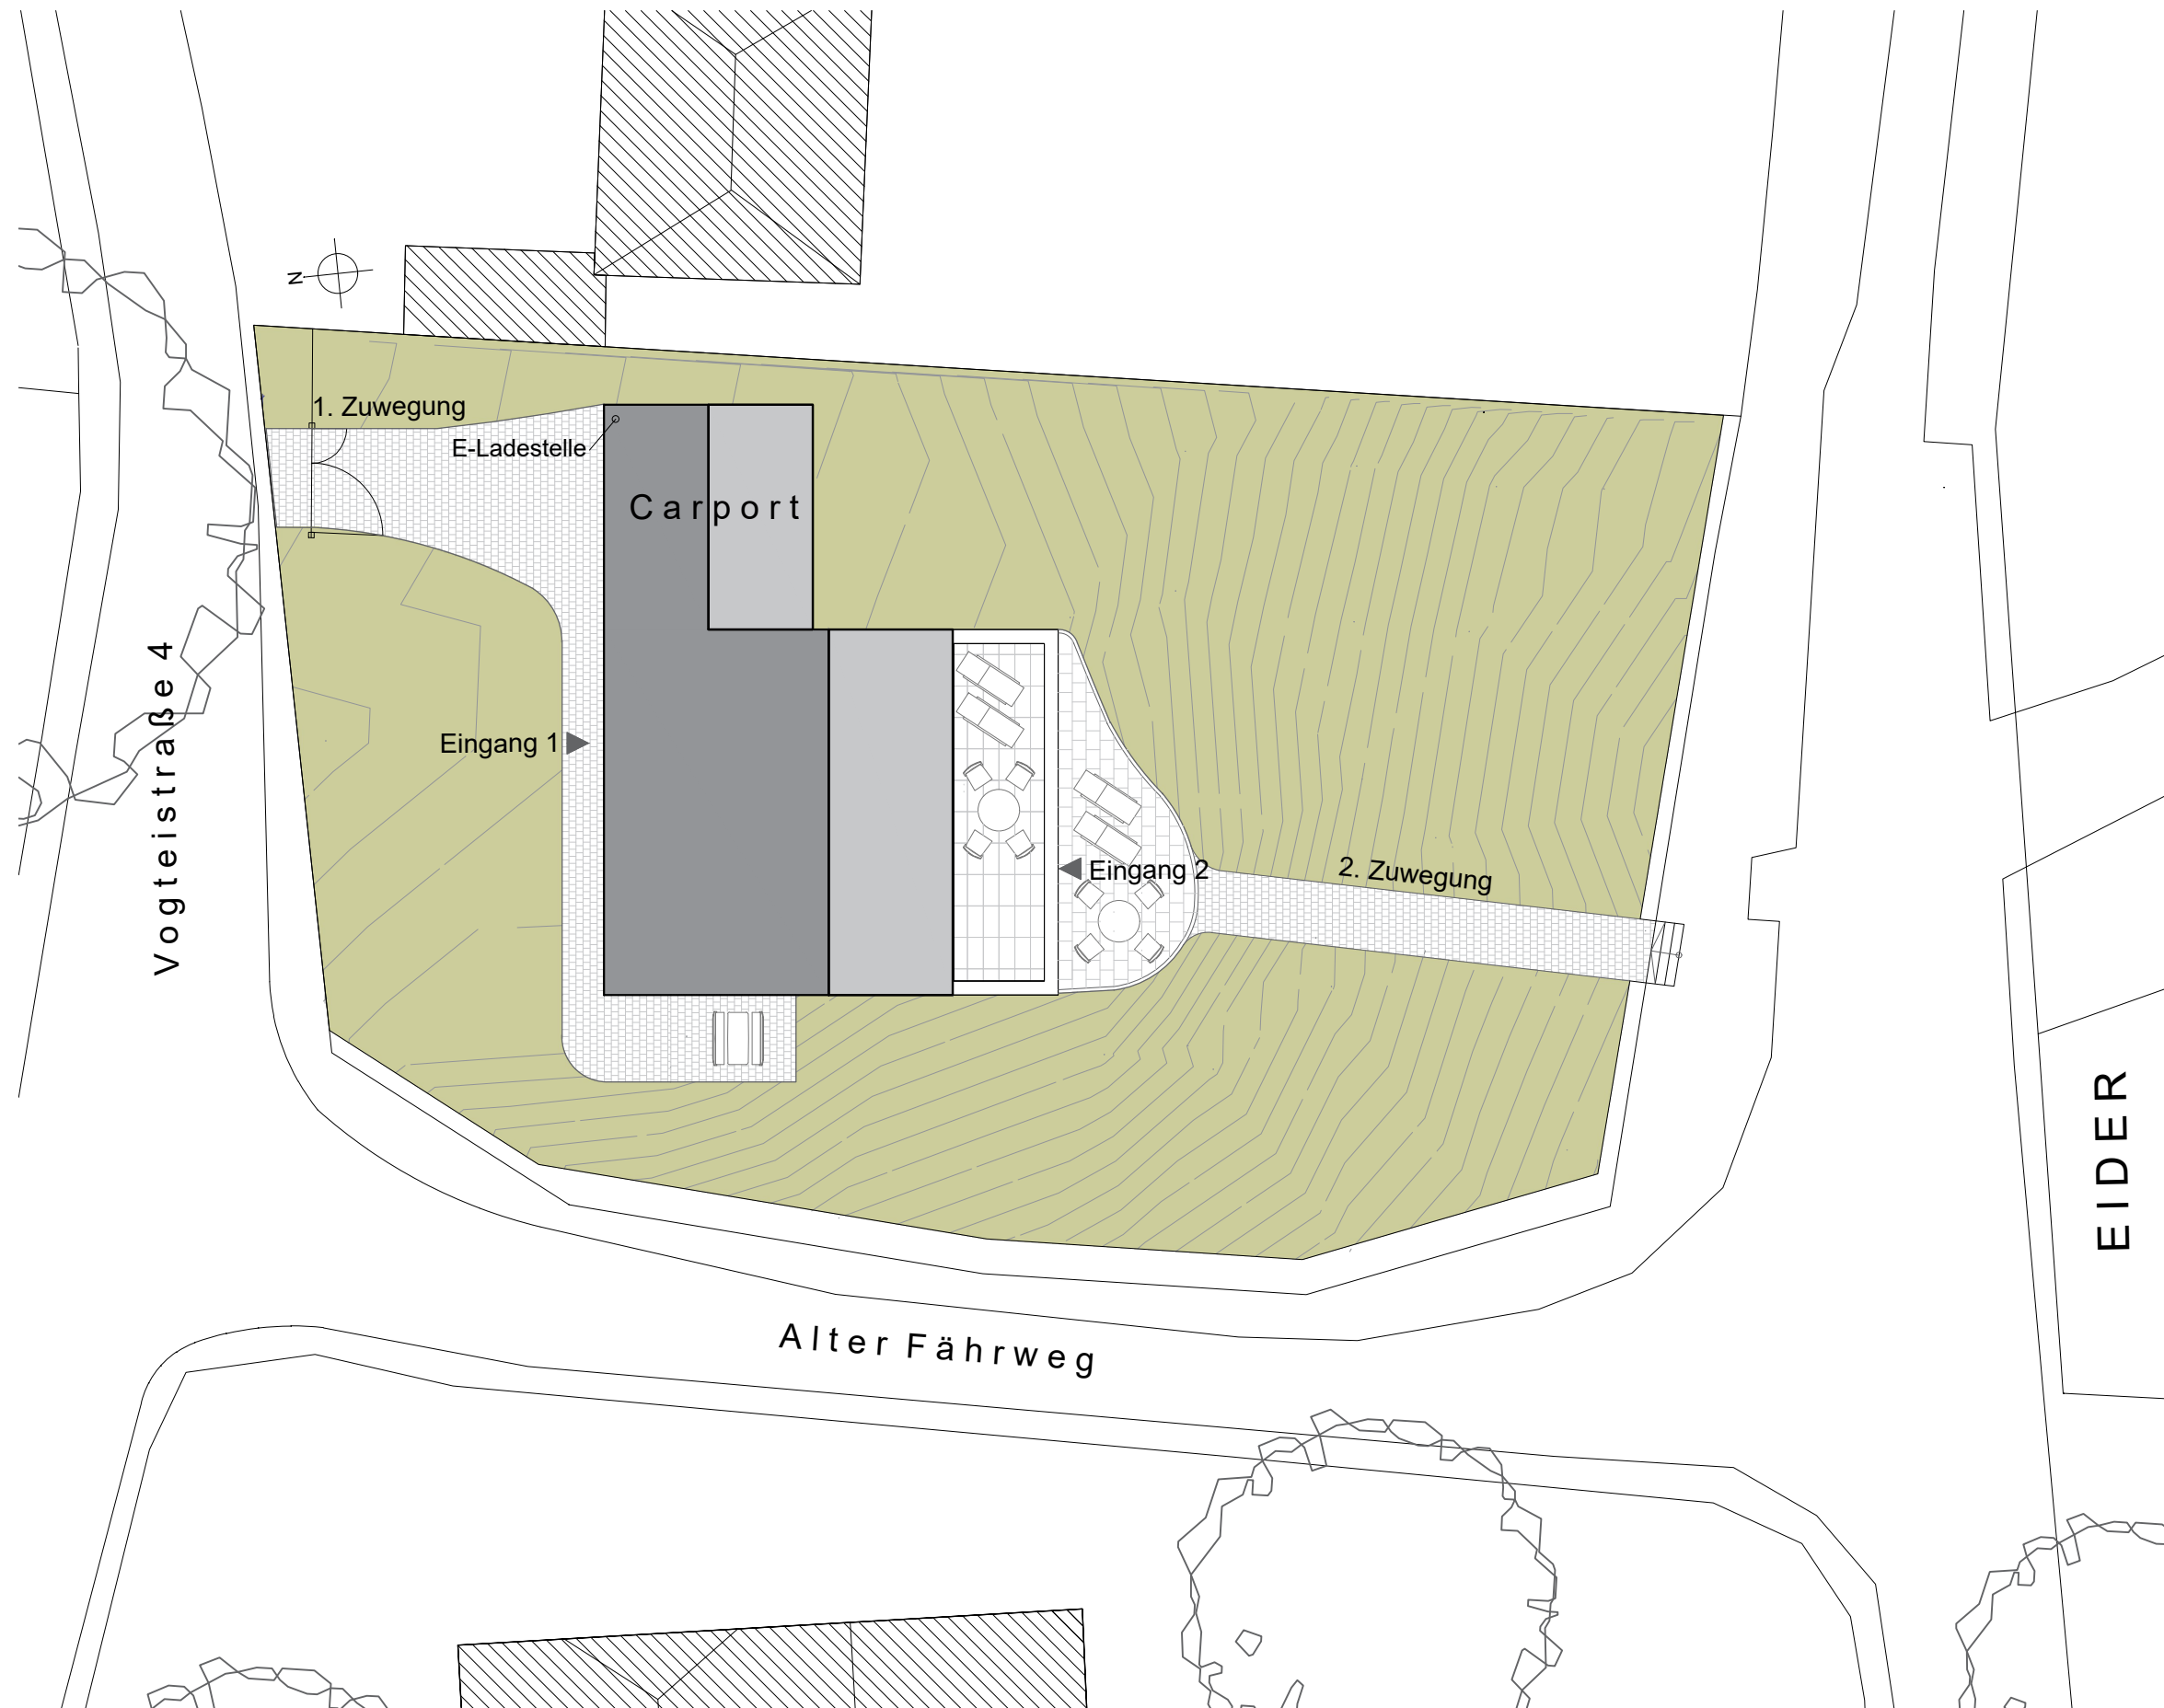 N
1. Zuwegung
E-Ladestelle
Carport
Vogteistraße 4
Eingang 1
Eingang 2
2. Zuwegung
EIDER
Alter Fährweg